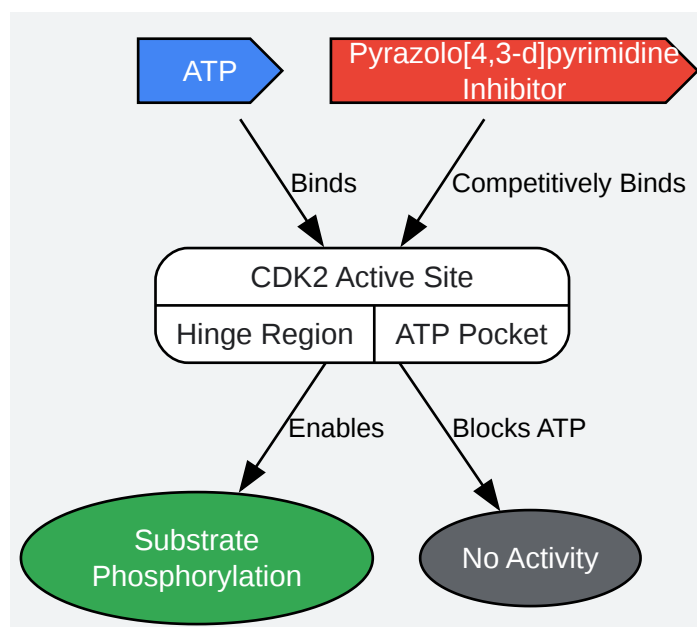 ATP
Pyrazolo[4,3-d]pyrimidine
Inhibitor
Binds
Competitively Binds
CDK2 Active Site
Hinge Region
ATP Pocket
Enables
Blocks ATP
Substrate
Phosphorylation
No Activity